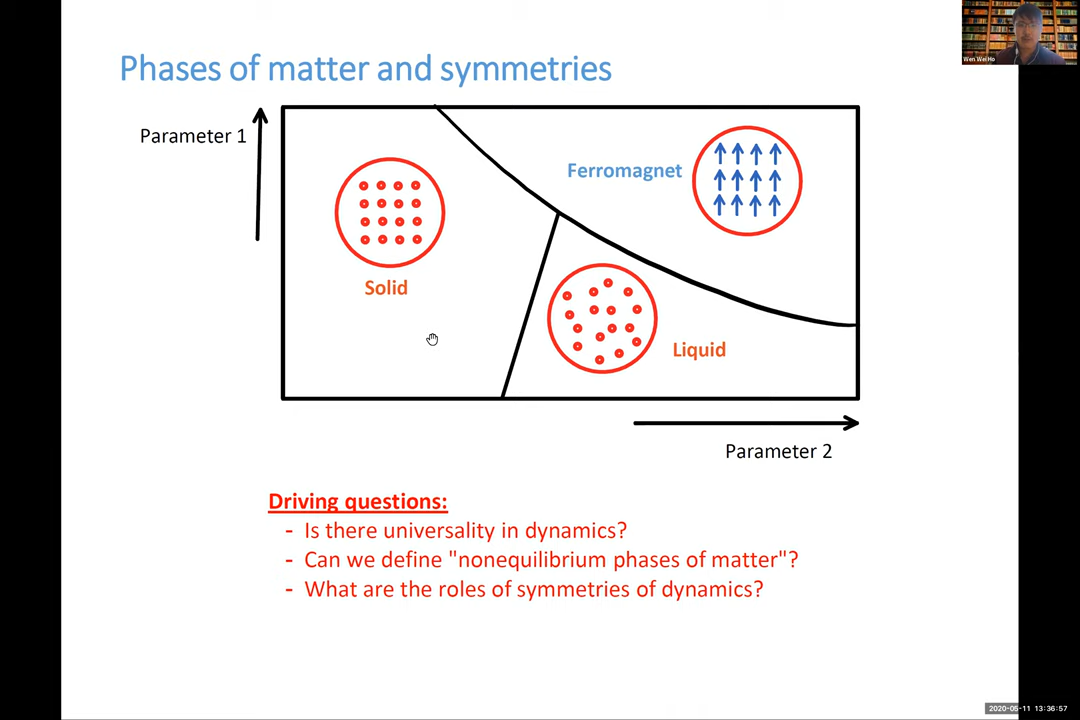 Wen Wei Ho
Phases of matter and symmetries
Parameter 1
Ferromagnet
Solid
Liquid
Parameter 2
Driving questions:
- Is there universality in dynamics?
- Can we define "nonequilibrium phases of matter"?
- What are the roles of symmetries of dynamics?
2020-05-11 13:36:57